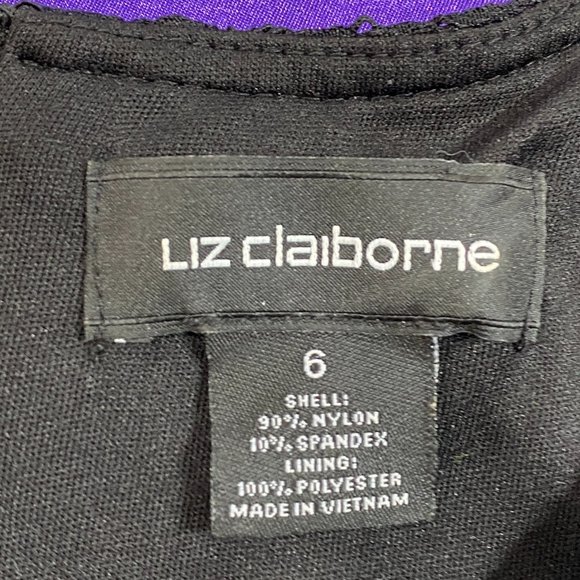 LIZ claiborne
6
SHELL:
90% NYLON
10% SPANDEX
LINING:
100% POLYESTER
MADE IN VIETNAM